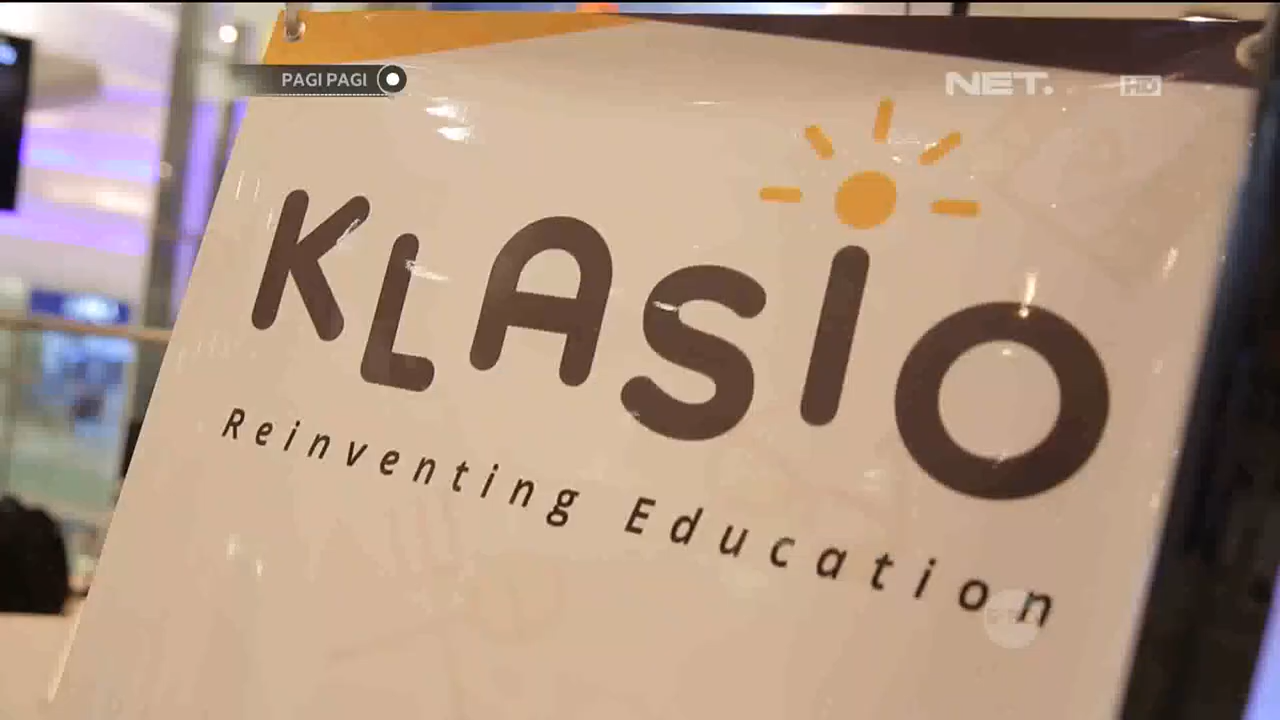 PAGI PAGI
NET.
HD
KLASIO
Reinventing Education